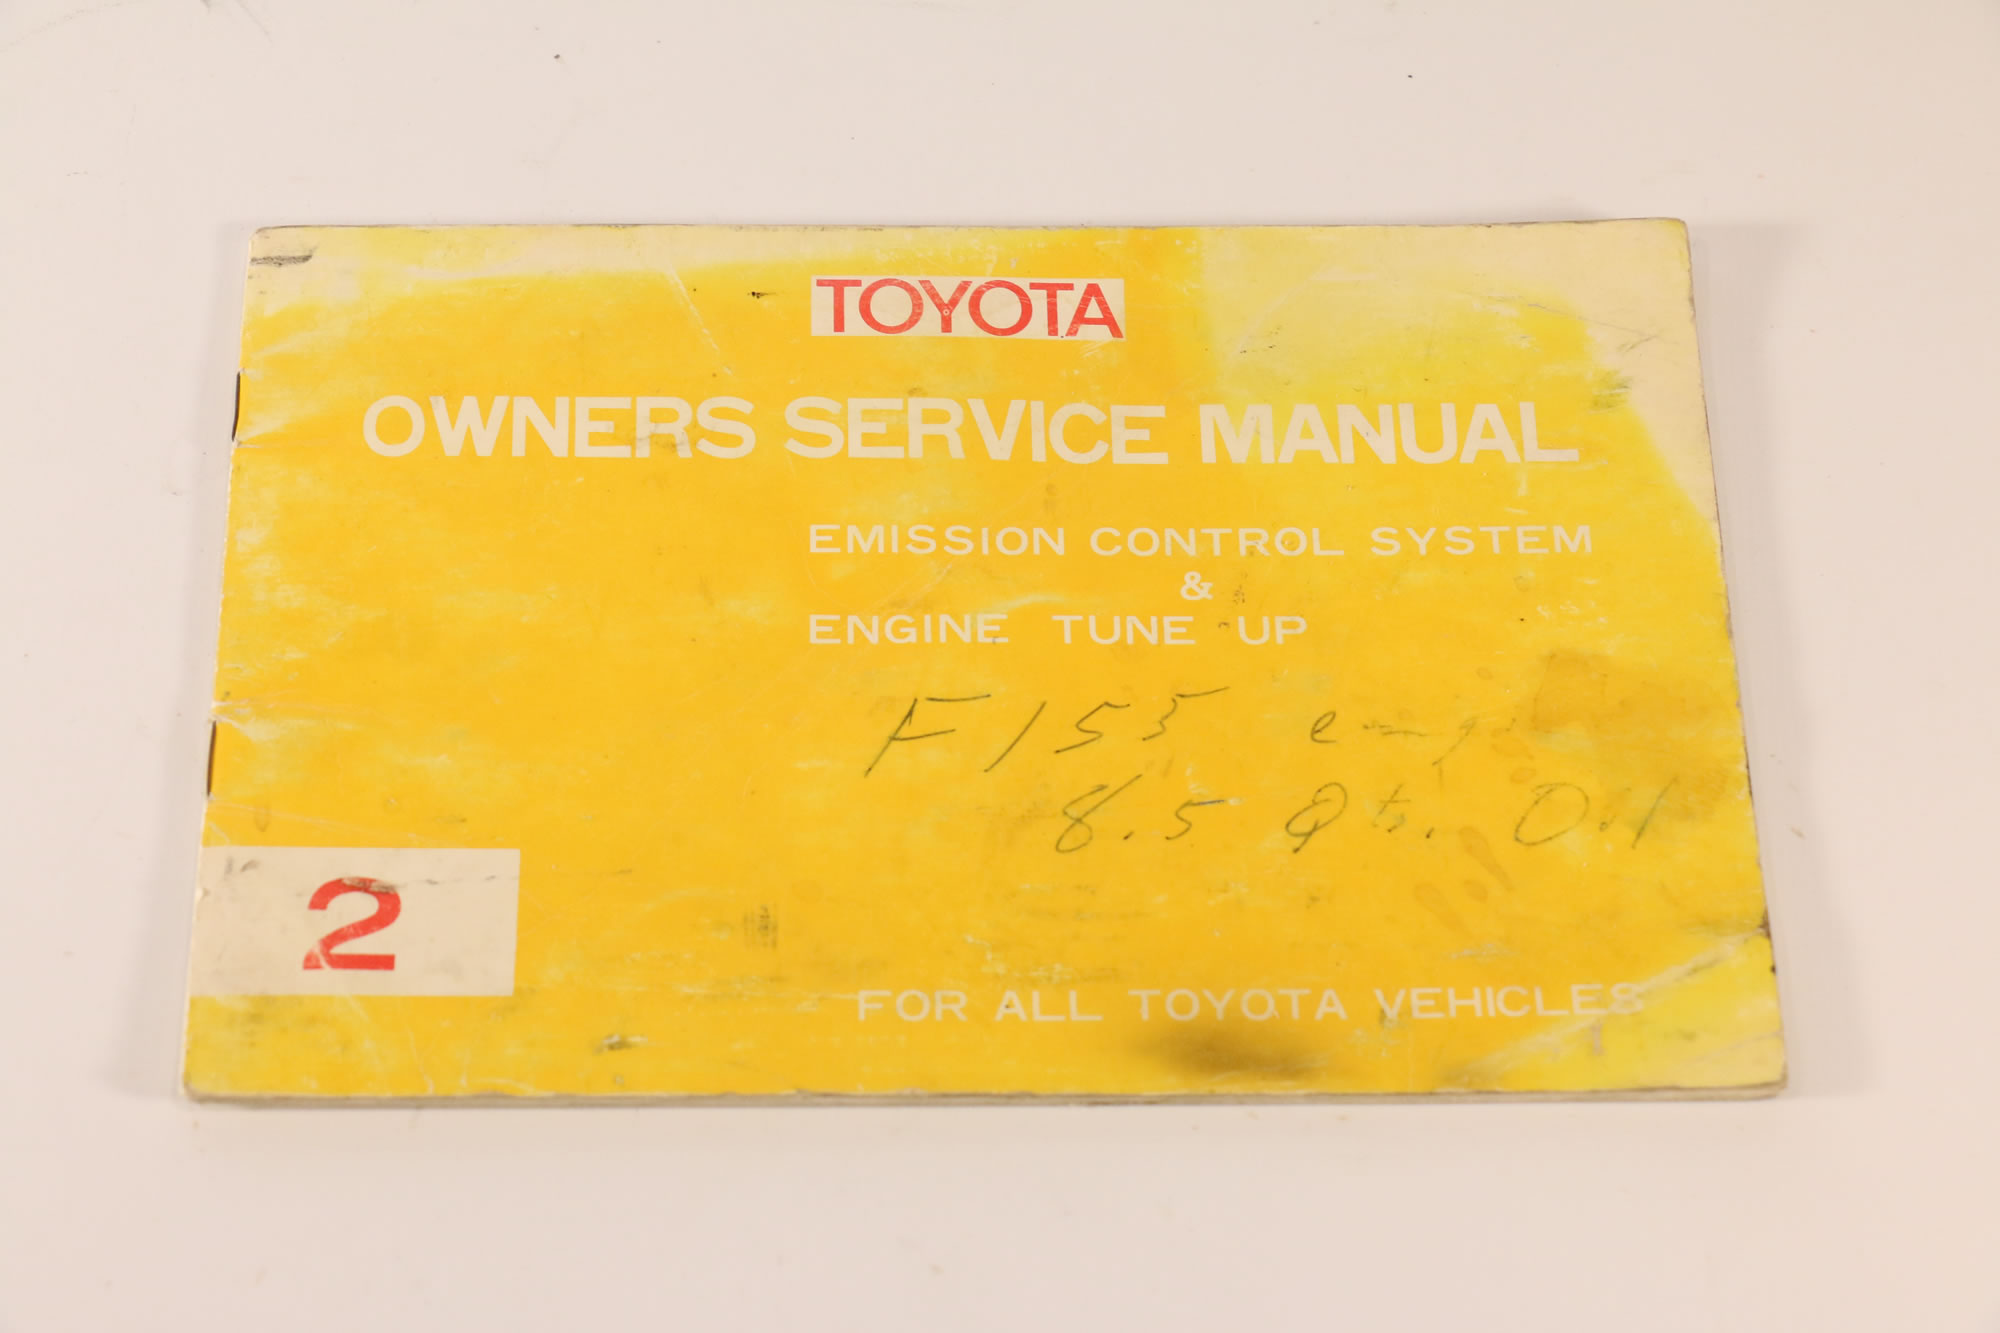 TOYOTA
OWNERS SERVICE MANUAL
EMISSION CONTROL SYSTEM
&
ENGINE TUNE UP
F155
8.5 Qts. Oil
2
FOR ALL TOYOTA VEHICLES